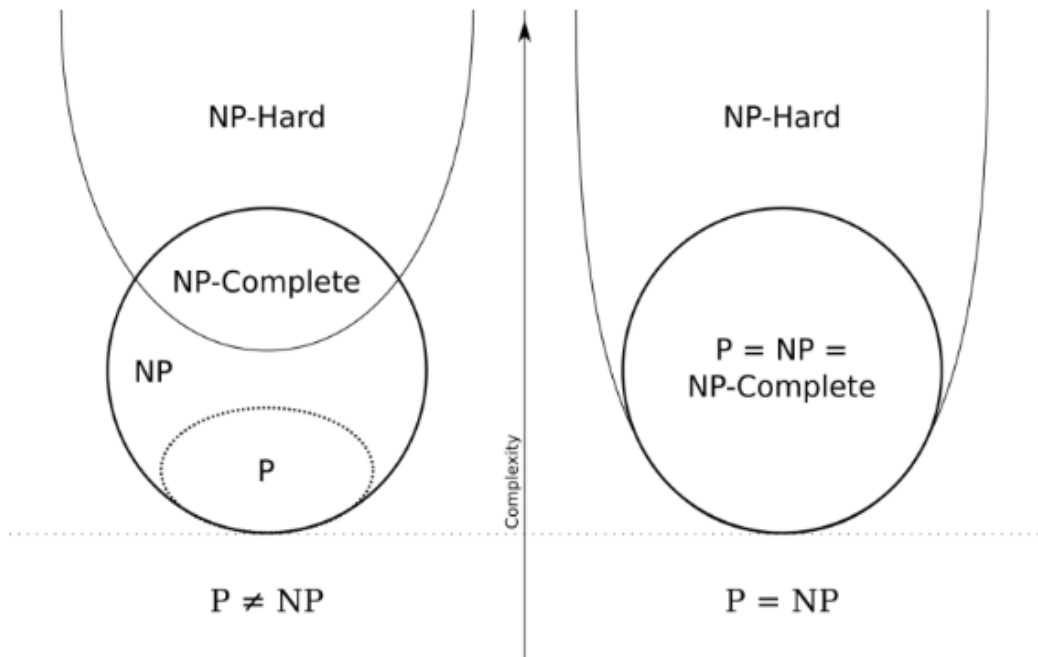 NP-Hard
NP-Complete
NP
P
P ≠ NP
Complexity
NP-Hard
P = NP =
NP-Complete
P = NP